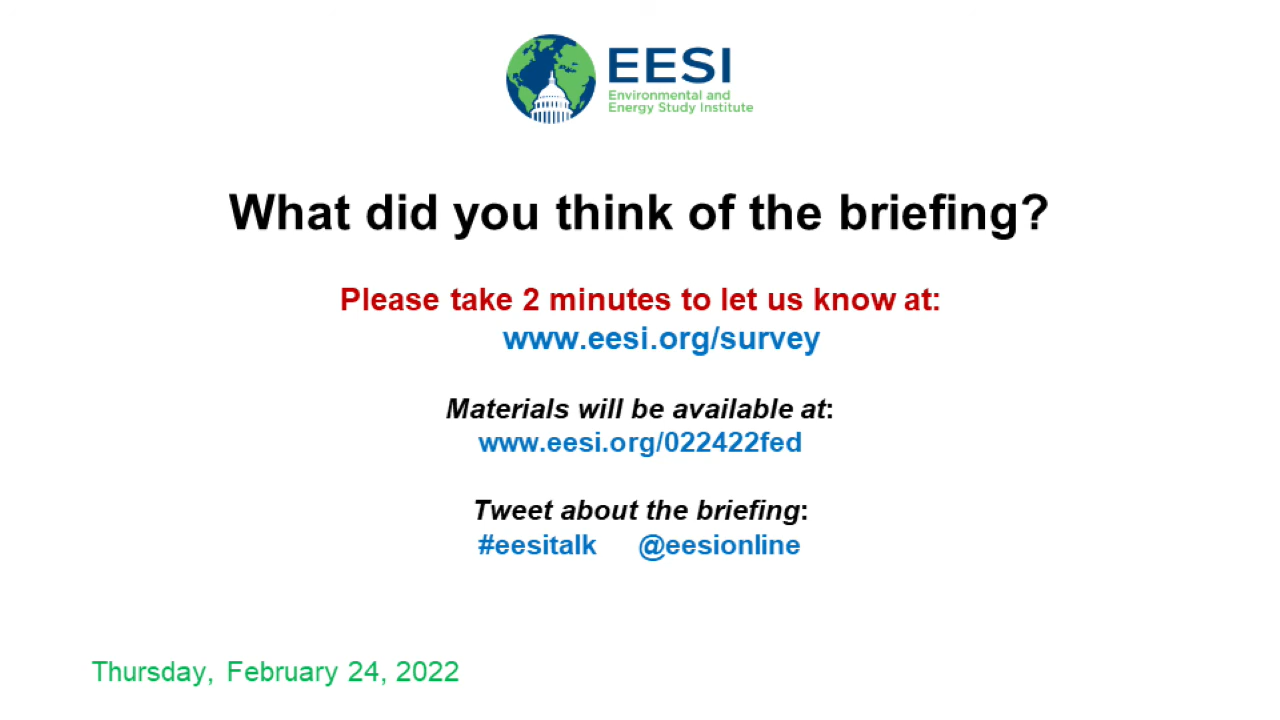 EESI
Environmental and
Energy Study Institute
What did you think of the briefing?
Please take 2 minutes to let us know at:
www.eesi.org/survey
Materials will be available at:
www.eesi.org/022422fed
Tweet about the briefing:
#eesitalk @eesionline
Thursday, February 24, 2022